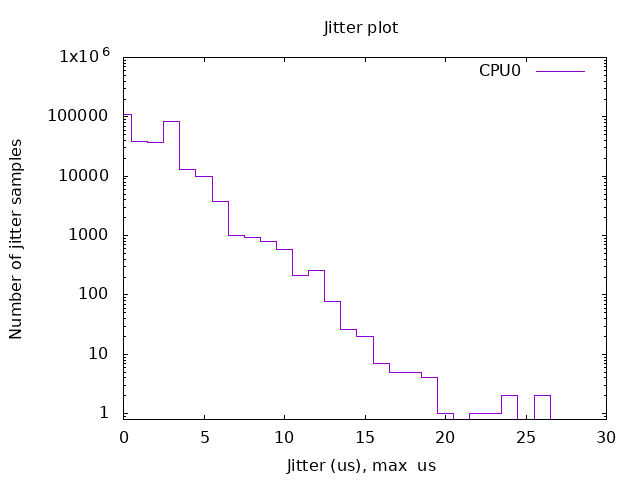 Jitter plot
CPU0
1x10^6
100000
10000
1000
100
10
1
Number of jitter samples
0 5 10 15 20 25 30
Jitter (us), max  us